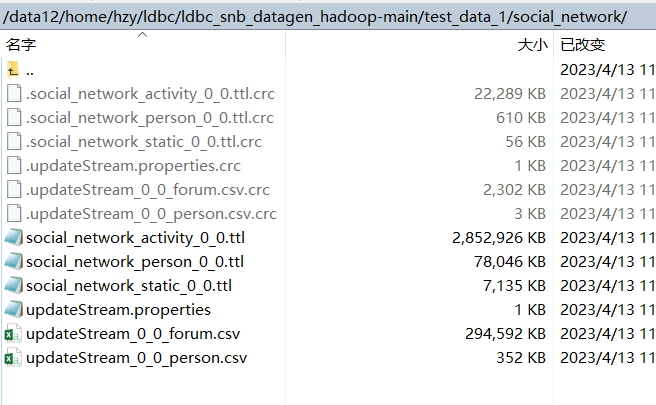 /data12/home/hzy/ldbc/ldbc_snb_datagen_hadoop-main/test_data_1/social_network/
名字 大小 已改变
.. 2023/4/13 11
.social_network_activity_0_0.ttl.crc 22,289 KB 2023/4/13 11
.social_network_person_0_0.ttl.crc 610 KB 2023/4/13 11
.social_network_static_0_0.ttl.crc 56 KB 2023/4/13 11
.updateStream.properties.crc 1 KB 2023/4/13 11
.updateStream_0_0_forum.csv.crc 2,302 KB 2023/4/13 11
.updateStream_0_0_person.csv.crc 3 KB 2023/4/13 11
social_network_activity_0_0.ttl 2,852,926 KB 2023/4/13 11
social_network_person_0_0.ttl 78,046 KB 2023/4/13 11
social_network_static_0_0.ttl 7,135 KB 2023/4/13 11
updateStream.properties 1 KB 2023/4/13 11
updateStream_0_0_forum.csv 294,592 KB 2023/4/13 11
updateStream_0_0_person.csv 352 KB 2023/4/13 11